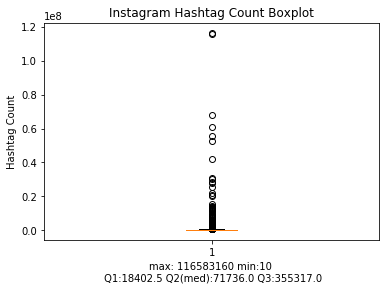 Instagram Hashtag Count Boxplot
1e8
1.2
1.0
0.8
0.6
0.4
0.2
0.0
Hashtag Count
1
max: 116583160 min:10
Q1:18402.5 Q2(med):71736.0 Q3:355317.0